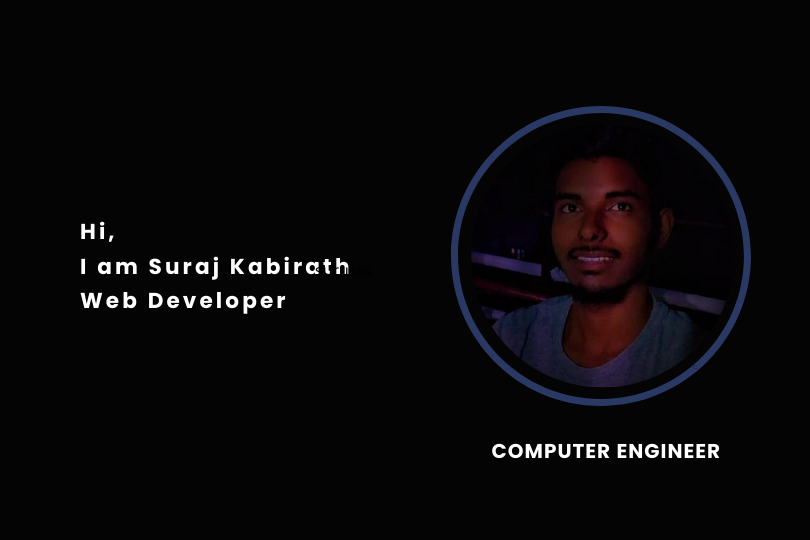 Hi,
I am Suraj Kabirath
Web Developer
COMPUTER ENGINEER